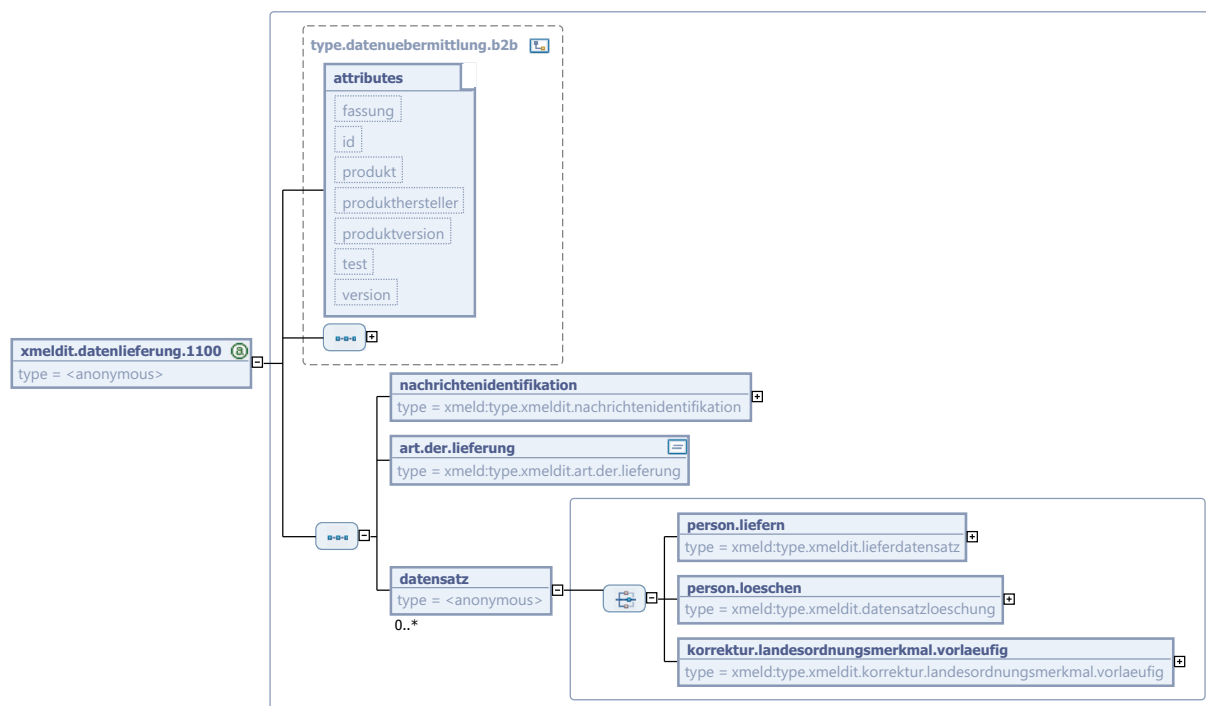 type.datenuebermittlung.b2b
attributes
fassung
id
produkt
produkthersteller
produktversion
test
version
xmeldit.datenlieferung.1100 a
type = <anonymous>
nachrichtenidentifikation
type = xmeld:type.xmeldit.nachrichtenidentifikation
art.der.lieferung
type = xmeld:type.xmeldit.art.der.lieferung
datensatz
type = <anonymous>
0..*
person.liefern
type = xmeld:type.xmeldit.lieferdatensatz
person.loeschen
type = xmeld:type.xmeldit.datensatzloeschung
korrektur.landesordnungsmerkmal.vorlaeufig
type = xmeld:type.xmeldit.korrektur.landesordnungsmerkmal.vorlaeufig